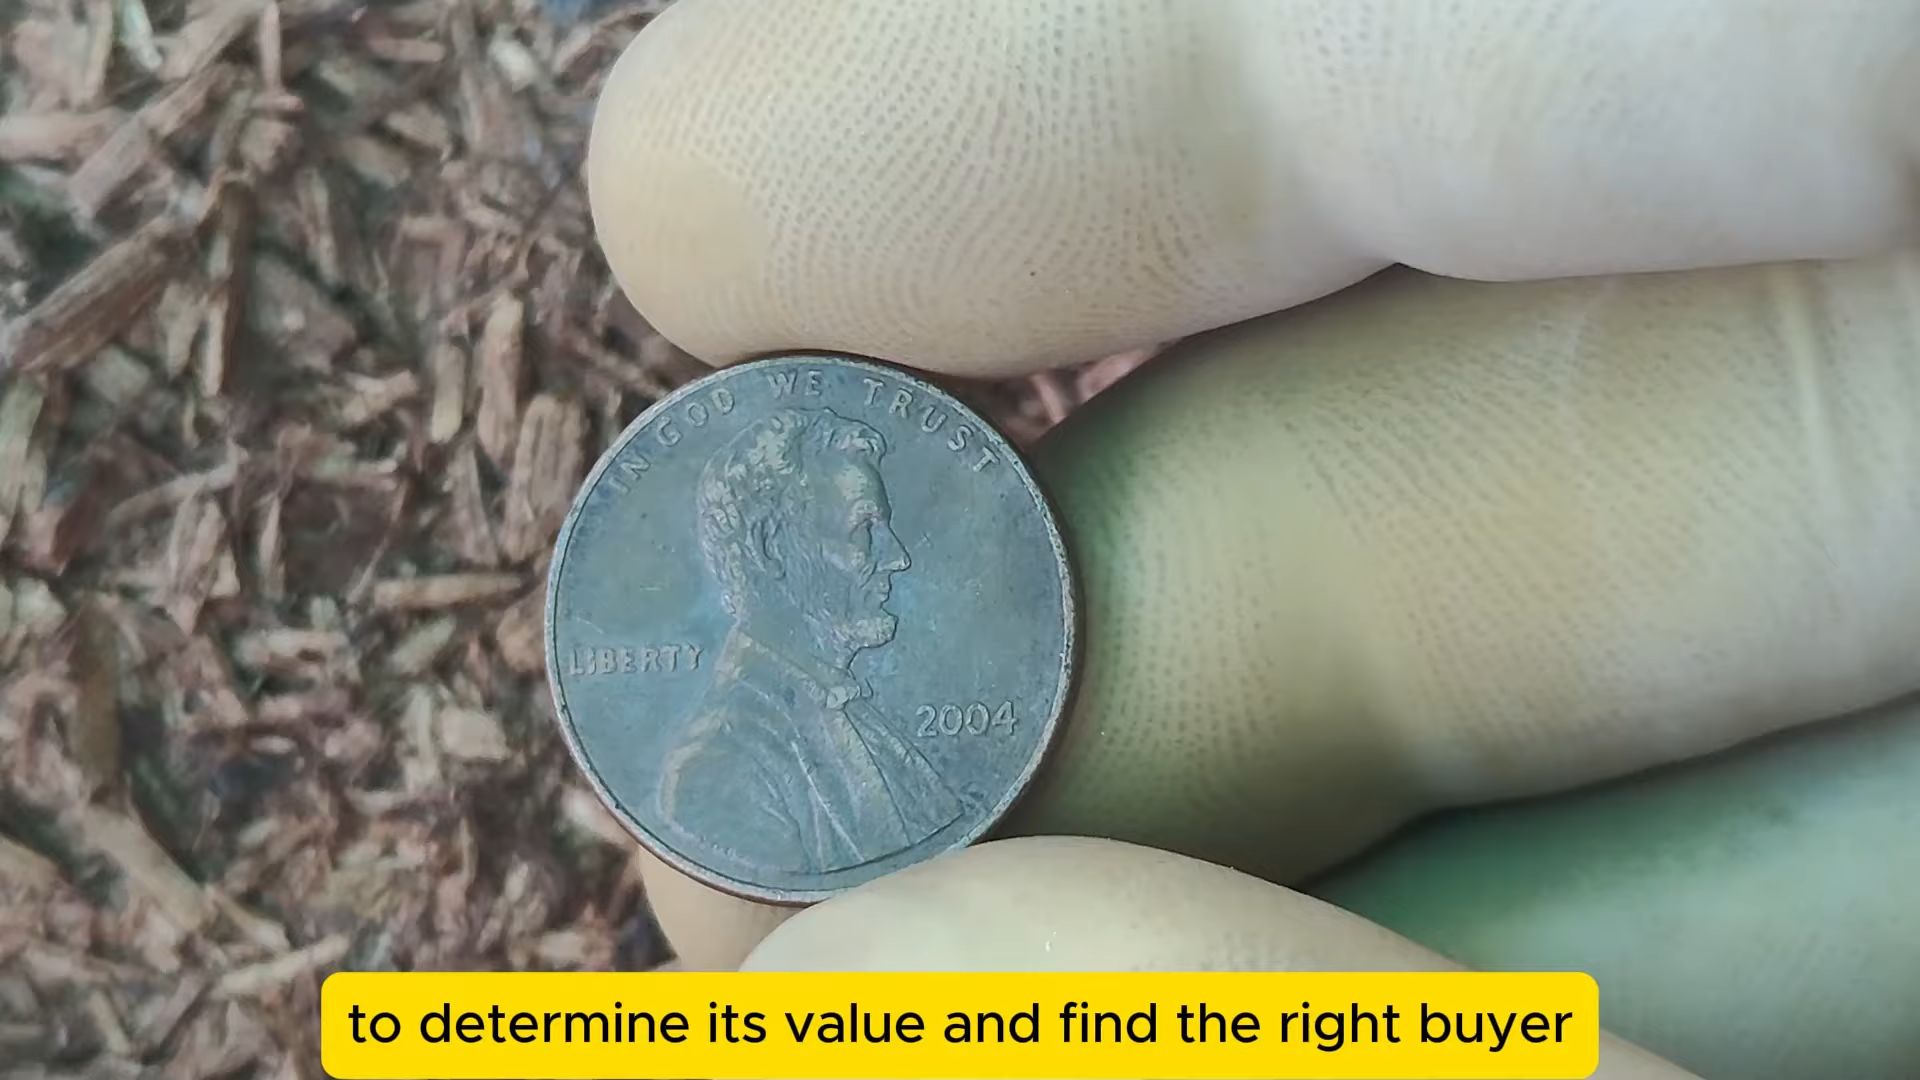 IN GOD WE TRUST
LIBERTY
2004
to determine its value and find the right buyer